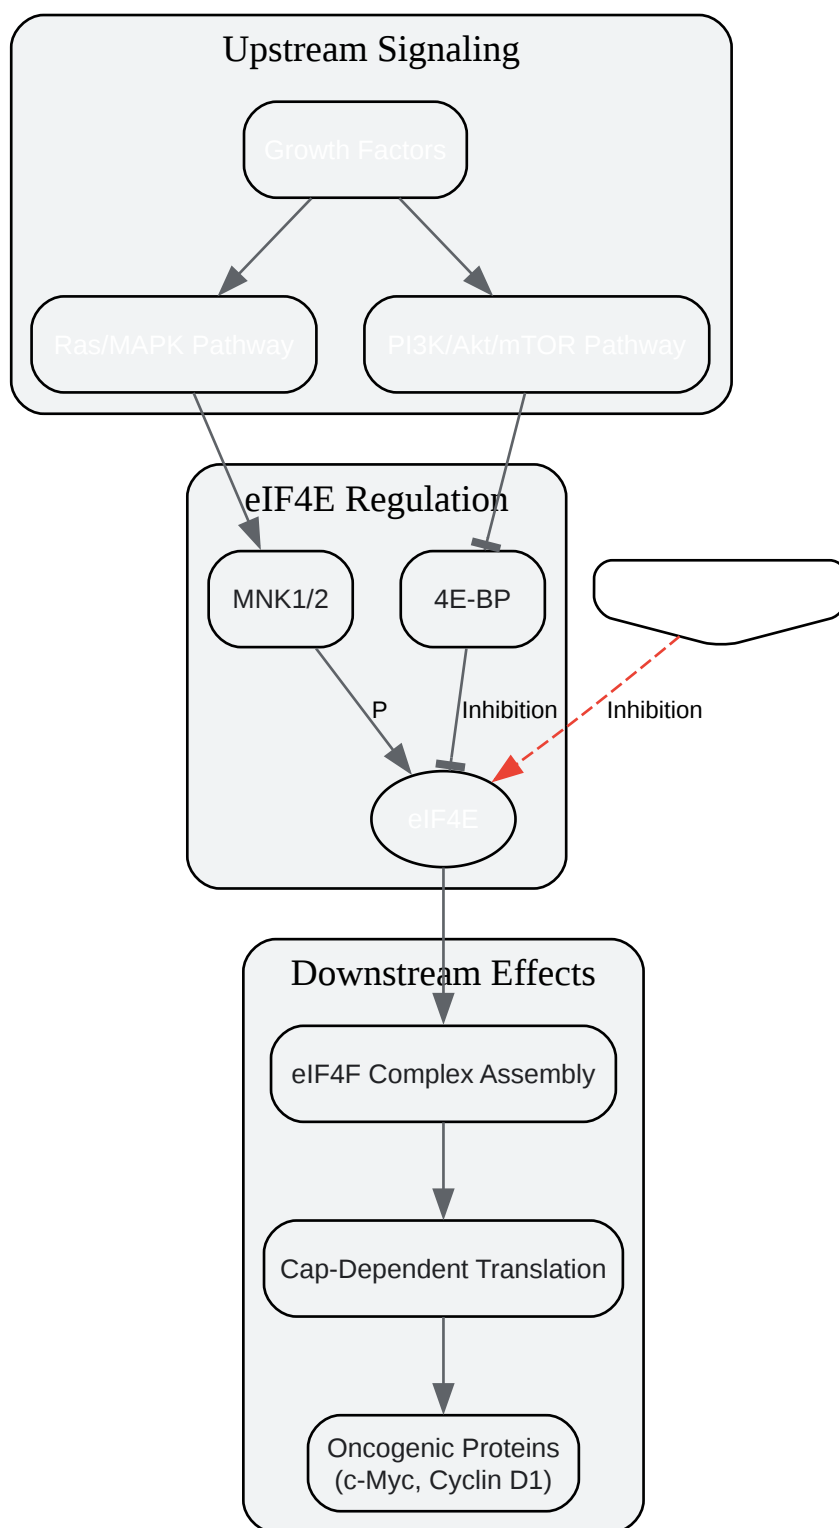 Upstream Signaling
Growth Factors
Ras/MAPK Pathway
PI3K/Akt/mTOR Pathway
eIF4E Regulation
MNK1/2
4E-BP
P
Inhibition
Inhibition
eIF4E
Downstream Effects
eIF4F Complex Assembly
Cap-Dependent Translation
Oncogenic Proteins
(c-Myc, Cyclin D1)